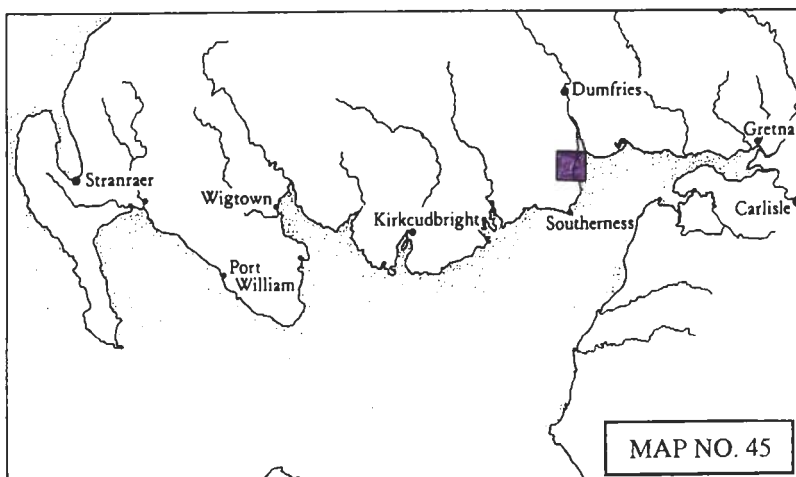 Dumfries
Gretna
Stranraer
Wigtown
Kirkcudbright
Southerness
Carlisle
Port
William
MAP NO. 45